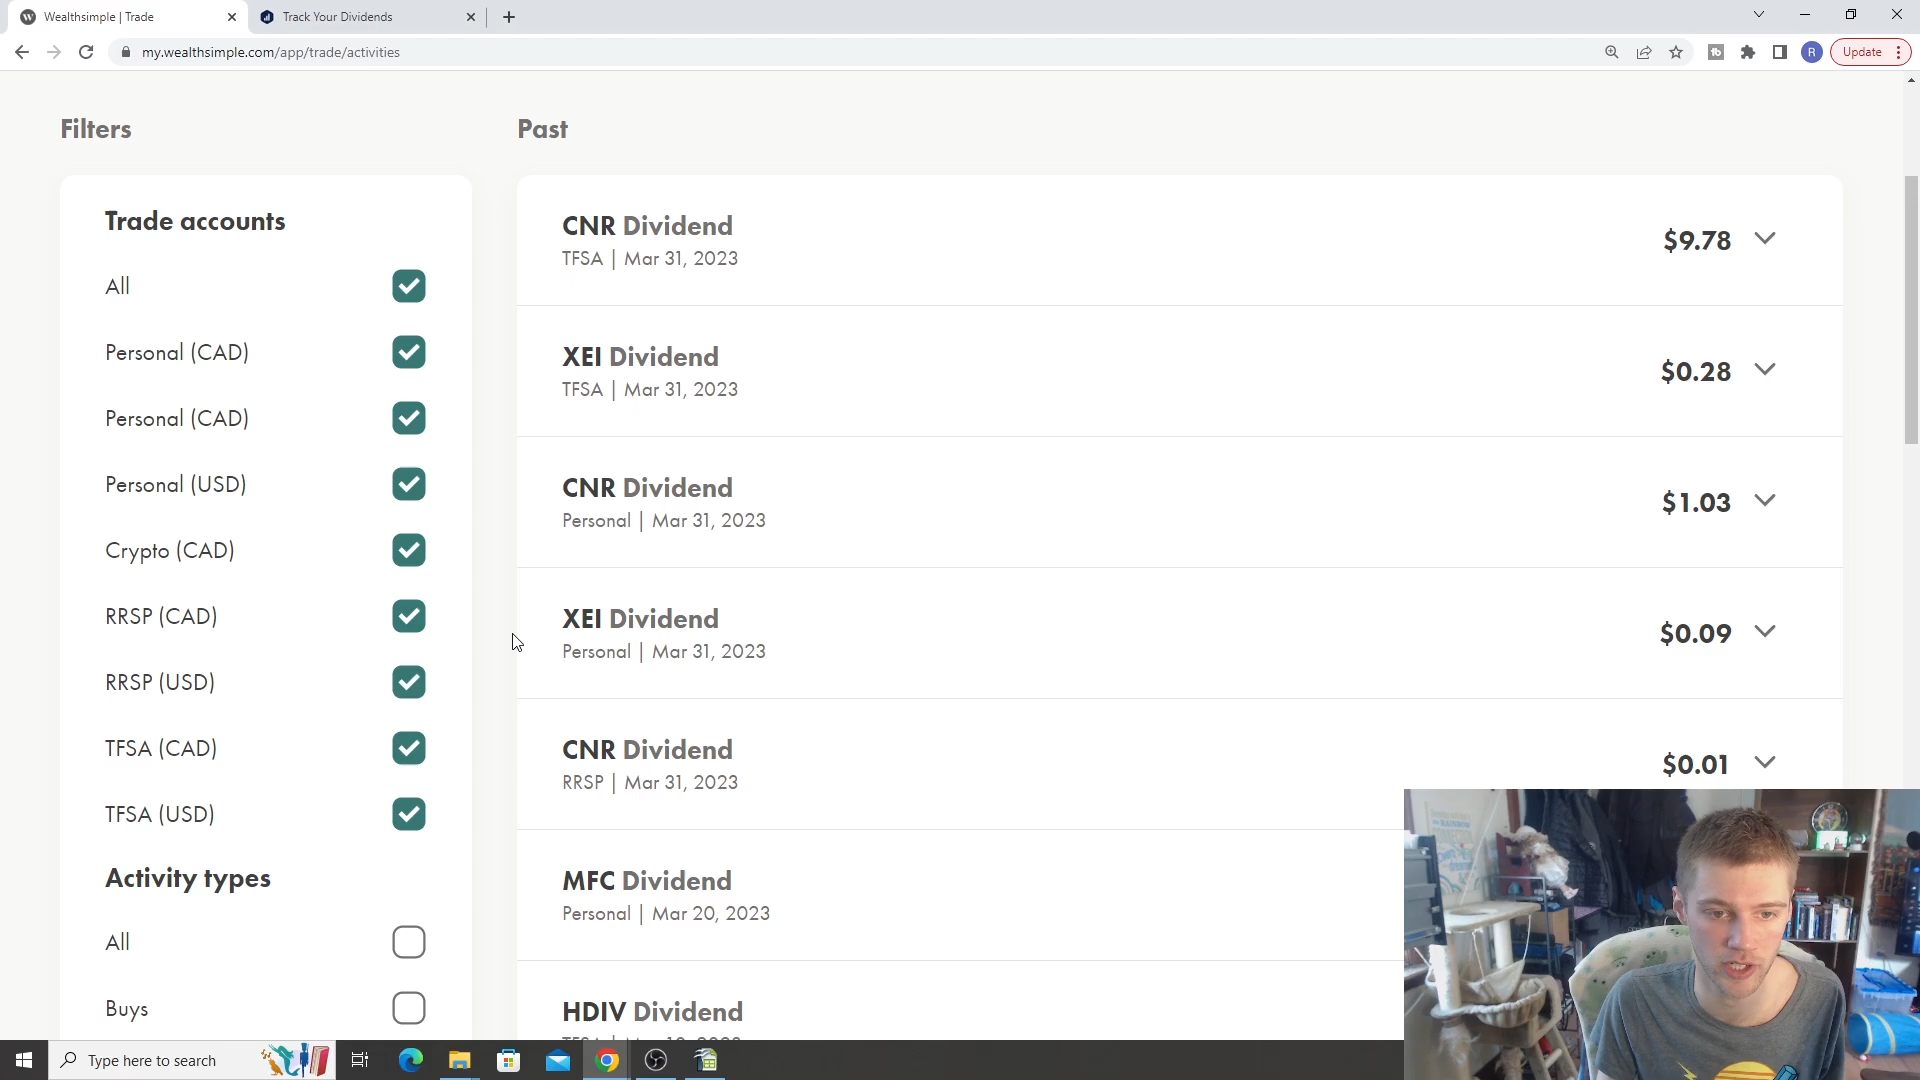 Wealthsimple | Trade
Track Your Dividends
my.wealthsimple.com/app/trade/activities
R
Update
Filters
Past
Trade accounts
All
Personal (CAD)
Personal (CAD)
Personal (USD)
Crypto (CAD)
RRSP (CAD)
RRSP (USD)
TFSA (CAD)
TFSA (USD)
Activity types
All
Buys
CNR Dividend
TFSA | Mar 31, 2023
$9.78
XEI Dividend
TFSA | Mar 31, 2023
$0.28
CNR Dividend
Personal | Mar 31, 2023
$1.03
XEI Dividend
Personal | Mar 31, 2023
$0.09
CNR Dividend
RRSP | Mar 31, 2023
$0.01
MFC Dividend
Personal | Mar 20, 2023
HDIV Dividend
Type here to search